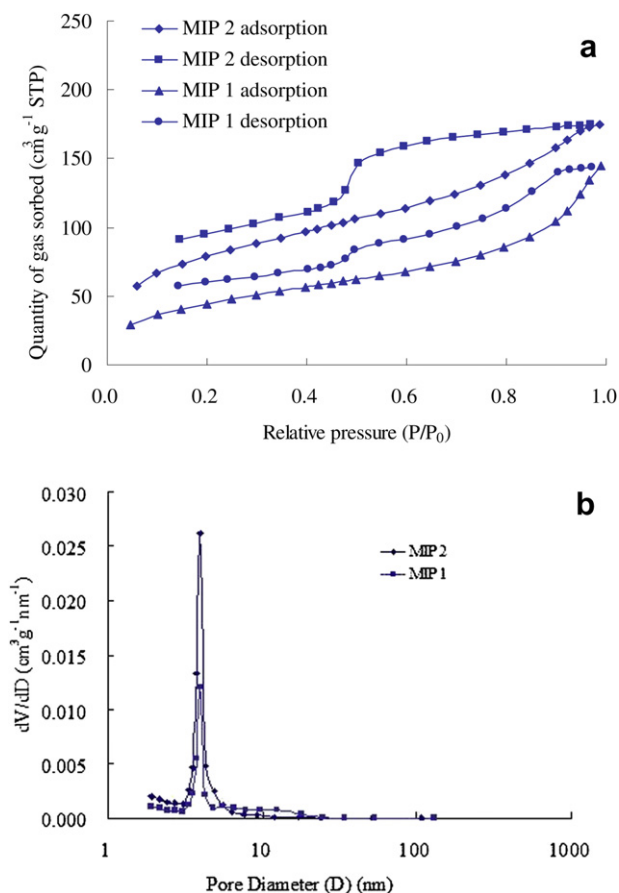 a
MIP 2 adsorption
MIP 2 desorption
MIP 1 adsorption
MIP 1 desorption
Quantity of gas sorbed (cm³g⁻¹ STP)
250
200
150
100
50
0
0.0 0.2 0.4 0.6 0.8 1.0
Relative pressure (P/P₀)
b
MIP2
MIP1
dV/dD (cm³g⁻¹nm⁻¹)
0.030
0.025
0.020
0.015
0.010
0.005
0.000
1 10 100 1000
Pore Diameter (D) (nm)